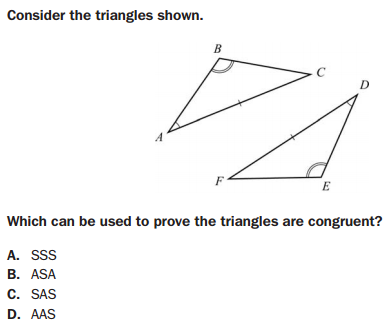 Consider the triangles shown.
B
C
D
A
F
E
Which can be used to prove the triangles are congruent?
A. SSS
B. ASA
C. SAS
D. AAS